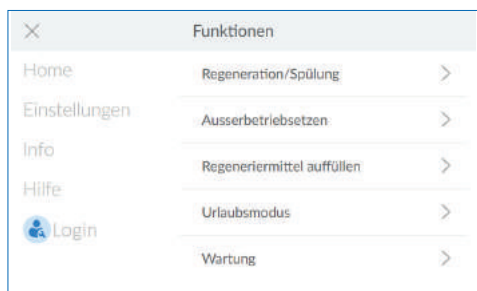 Funktionen
Home
Einstellungen
Info
Hilfe
Login
Regeneration/Spülung
Ausserbetriebsetzen
Regeneriermittel auffüllen
Urlaubsmodus
Wartung